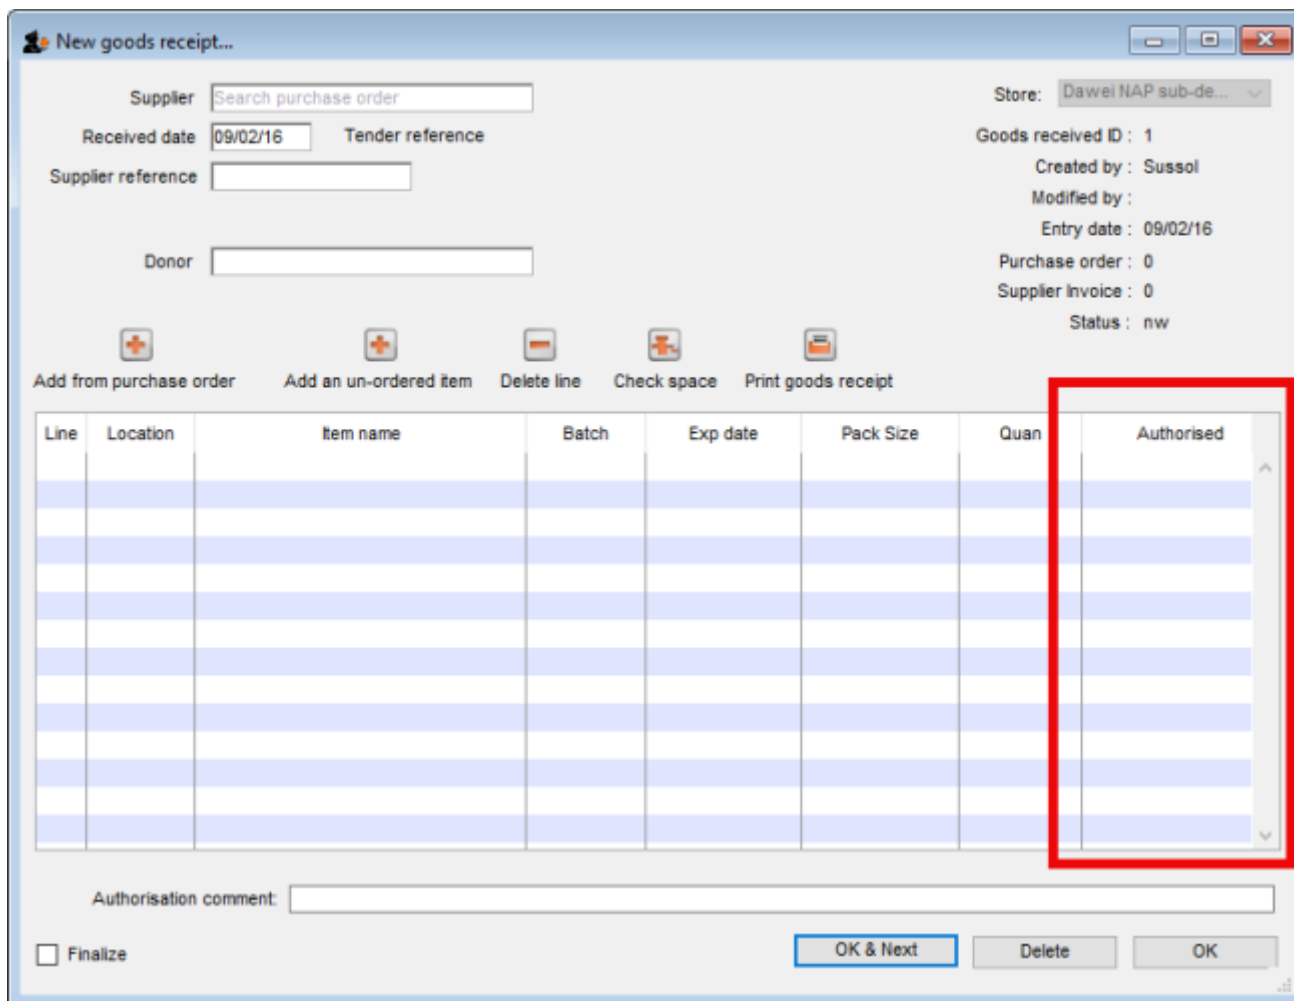 New goods receipt...
Supplier Search purchase order Store: Dawei NAP sub-de...
Received date 09/02/16 Tender reference Goods received ID : 1
Supplier reference Created by : Sussol
Modified by :
Entry date : 09/02/16
Donor Purchase order : 0
Supplier Invoice : 0
Status : nw
Add from purchase order Add an un-ordered item Delete line Check space Print goods receipt
Line Location Item name Batch Exp date Pack Size Quan Authorised
Authorisation comment:
Finalize OK & Next Delete OK